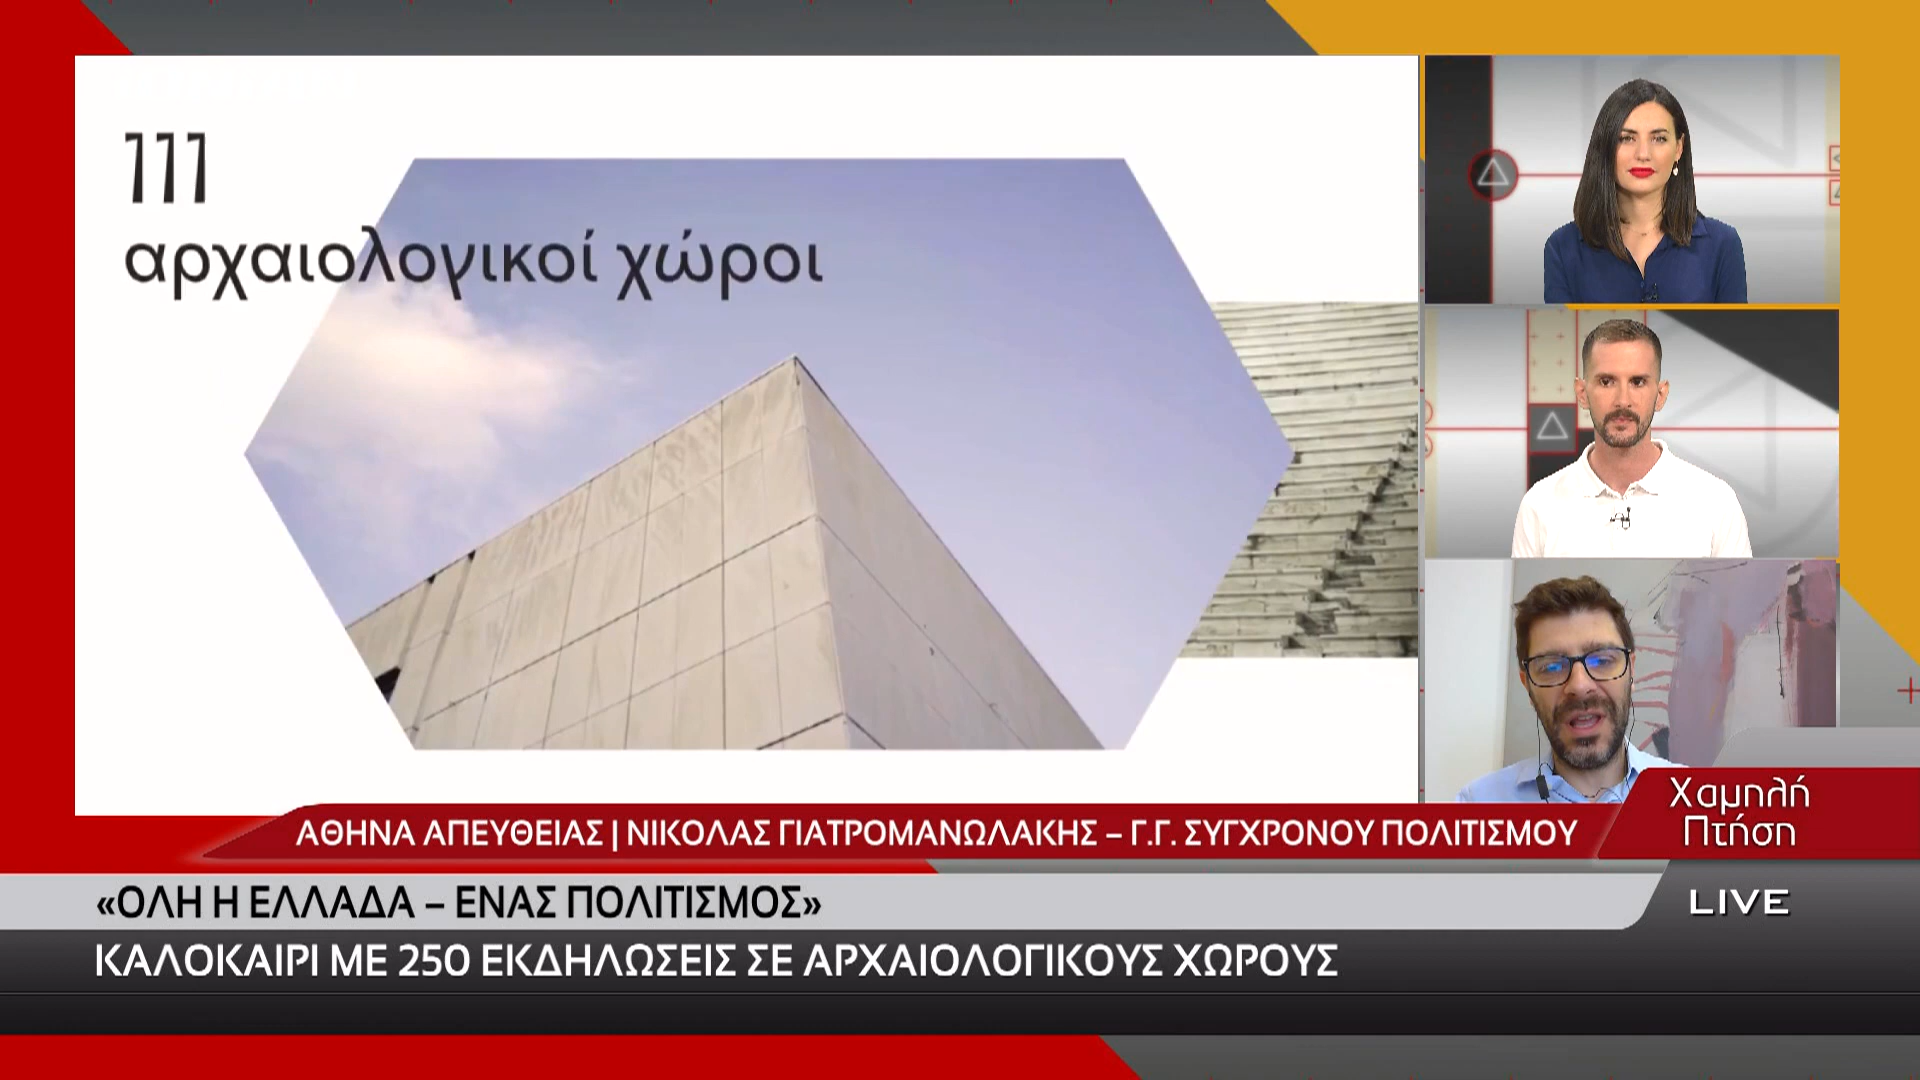 111
αρχαιολογικοί χώροι
ΑΘΗΝΑ ΑΠΕΥΘΕΙΑΣ | ΝΙΚΟΛΑΣ ΓΙΑΤΡΟΜΑΝΩΛΑΚΗΣ – Γ.Γ. ΣΥΓΧΡΟΝΟΥ ΠΟΛΙΤΙΣΜΟΥ
Χαμηλή
Πτήση
«ΟΛΗ Η ΕΛΛΑΔΑ – ΕΝΑΣ ΠΟΛΙΤΙΣΜΟΣ»
LIVE
ΚΑΛΟΚΑΙΡΙ ΜΕ 250 ΕΚΔΗΛΩΣΕΙΣ ΣΕ ΑΡΧΑΙΟΛΟΓΙΚΟΥΣ ΧΩΡΟΥΣ